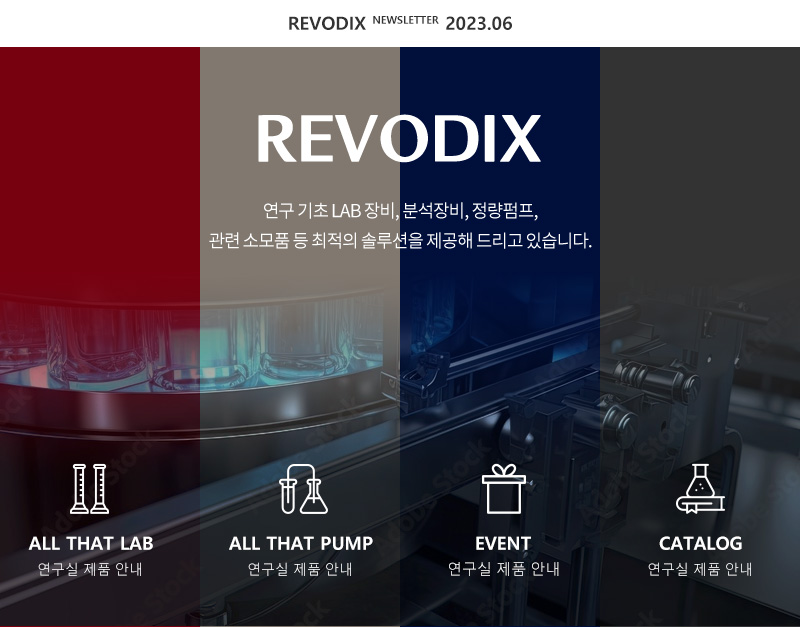 REVODIX NEWSLETTER 2023.06
REVODIX
연구 기초 LAB 장비, 분석장비, 정량펌프,
관련 소모품 등 최적의 솔루션을 제공해 드리고 있습니다.
ALL THAT LAB
연구실 제품 안내
ALL THAT PUMP
연구실 제품 안내
EVENT
연구실 제품 안내
CATALOG
연구실 제품 안내